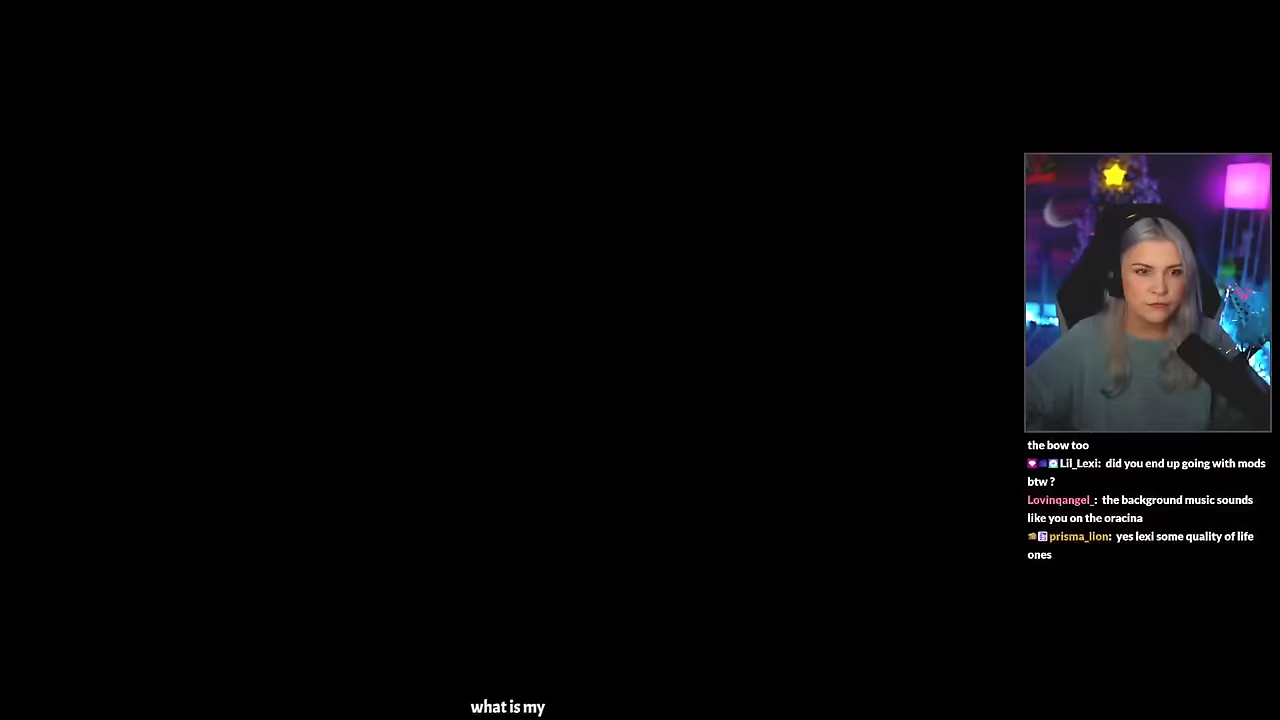 the bow too
Lil_Lexi: did you end up going with mods
btw ?
Lovinqangel_: the background music sounds
like you on the oracina
prisma_lion: yes lexi some quality of life
ones
what is my